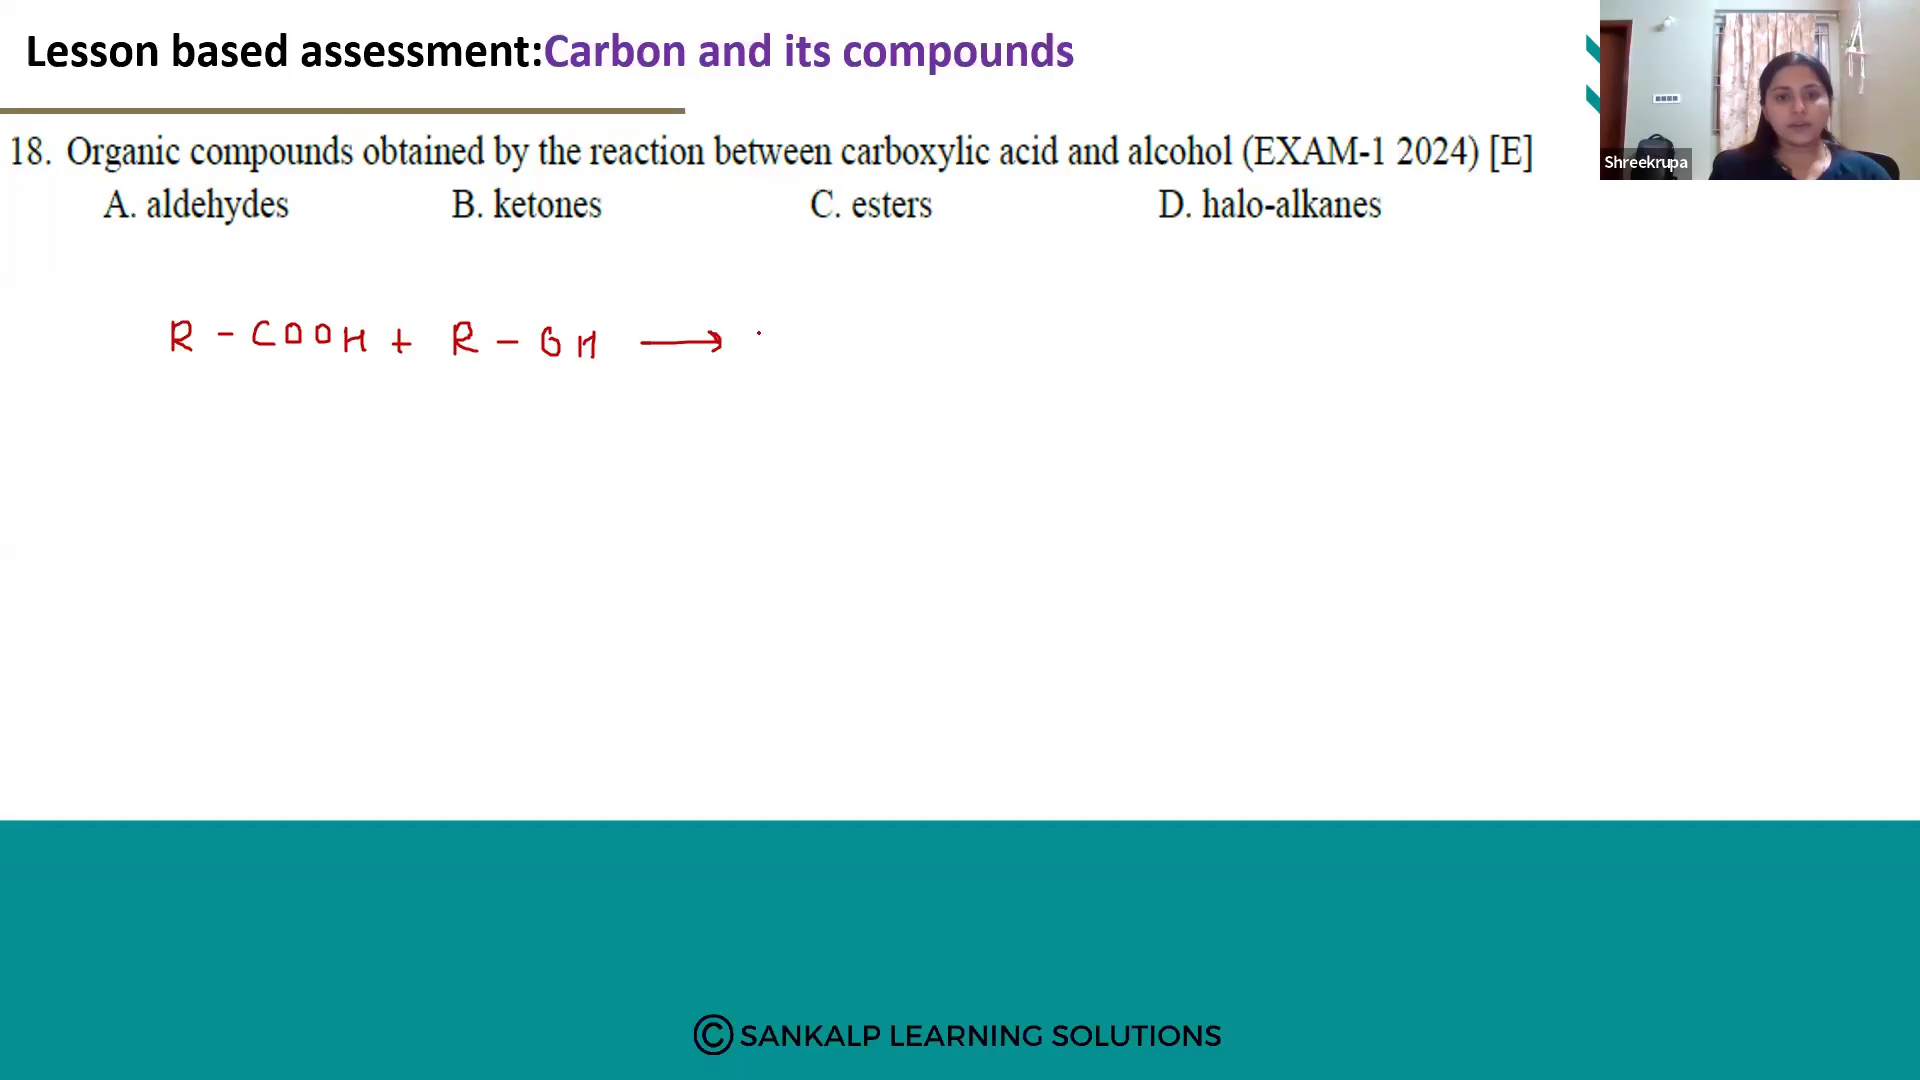 Lesson based assessment:Carbon and its compounds
Shreekrupa
18. Organic compounds obtained by the reaction between carboxylic acid and alcohol (EXAM-1 2024) [E]
A. aldehydes B. ketones C. esters D. halo-alkanes
R - COOH + R - OH ⟶
© SANKALP LEARNING SOLUTIONS